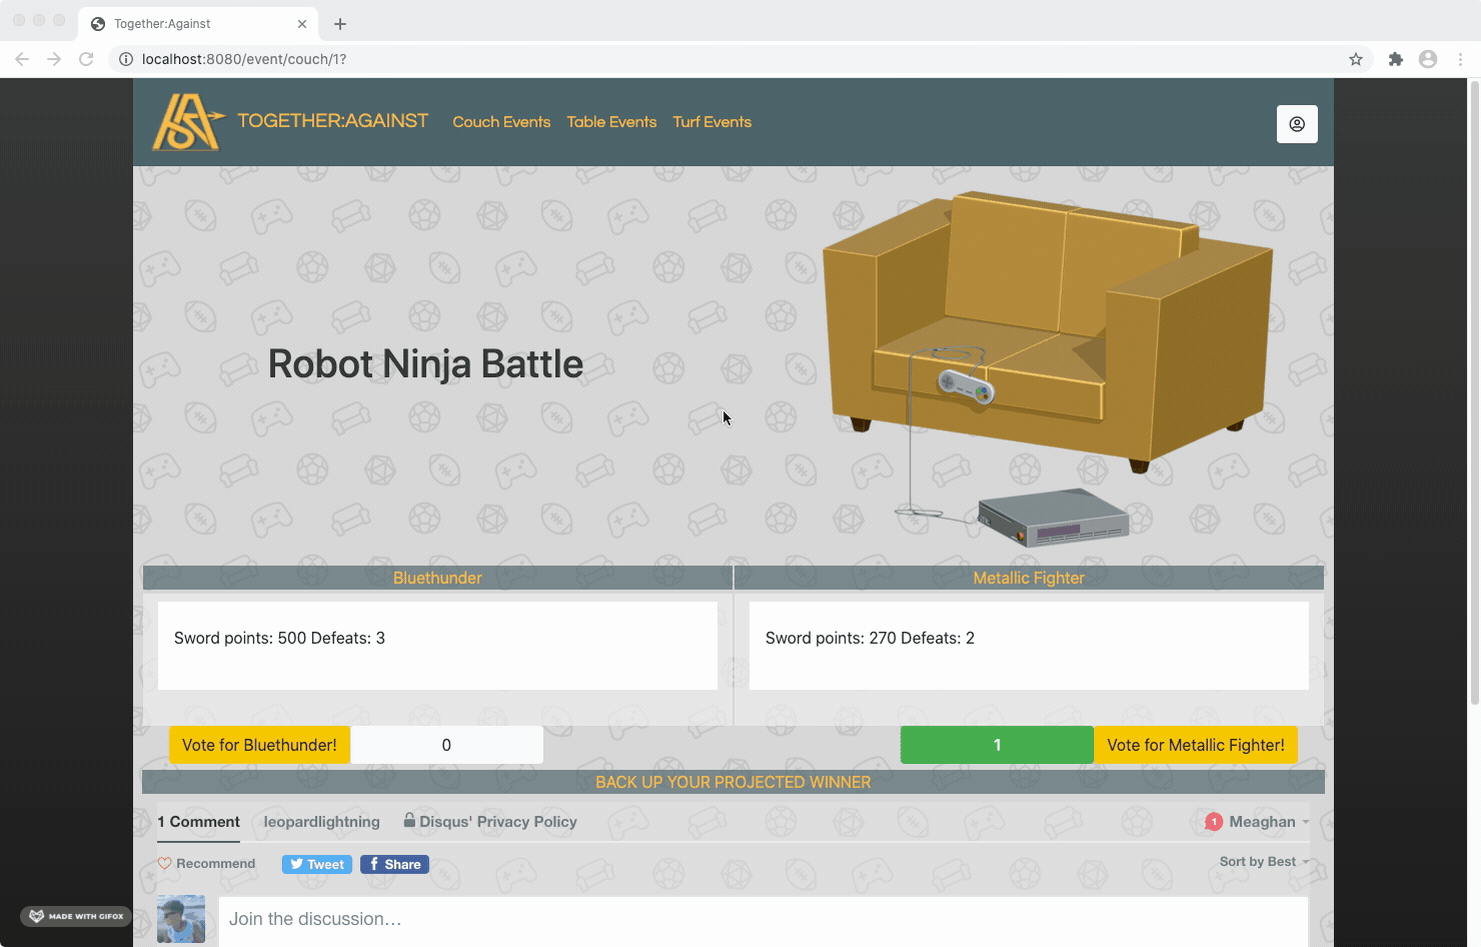 Together:Against
localhost:8080/event/couch/1?
TOGETHER:AGAINST Couch Events Table Events Turf Events
Robot Ninja Battle
Bluethunder Metallic Fighter
Sword points: 500 Defeats: 3 Sword points: 270 Defeats: 2
Vote for Bluethunder! 0 1 Vote for Metallic Fighter!
BACK UP YOUR PROJECTED WINNER
1 Comment leopardlightning Disqus' Privacy Policy 1 Meaghan
Recommend Tweet Share Sort by Best
Join the discussion...
MADE WITH GIFOX